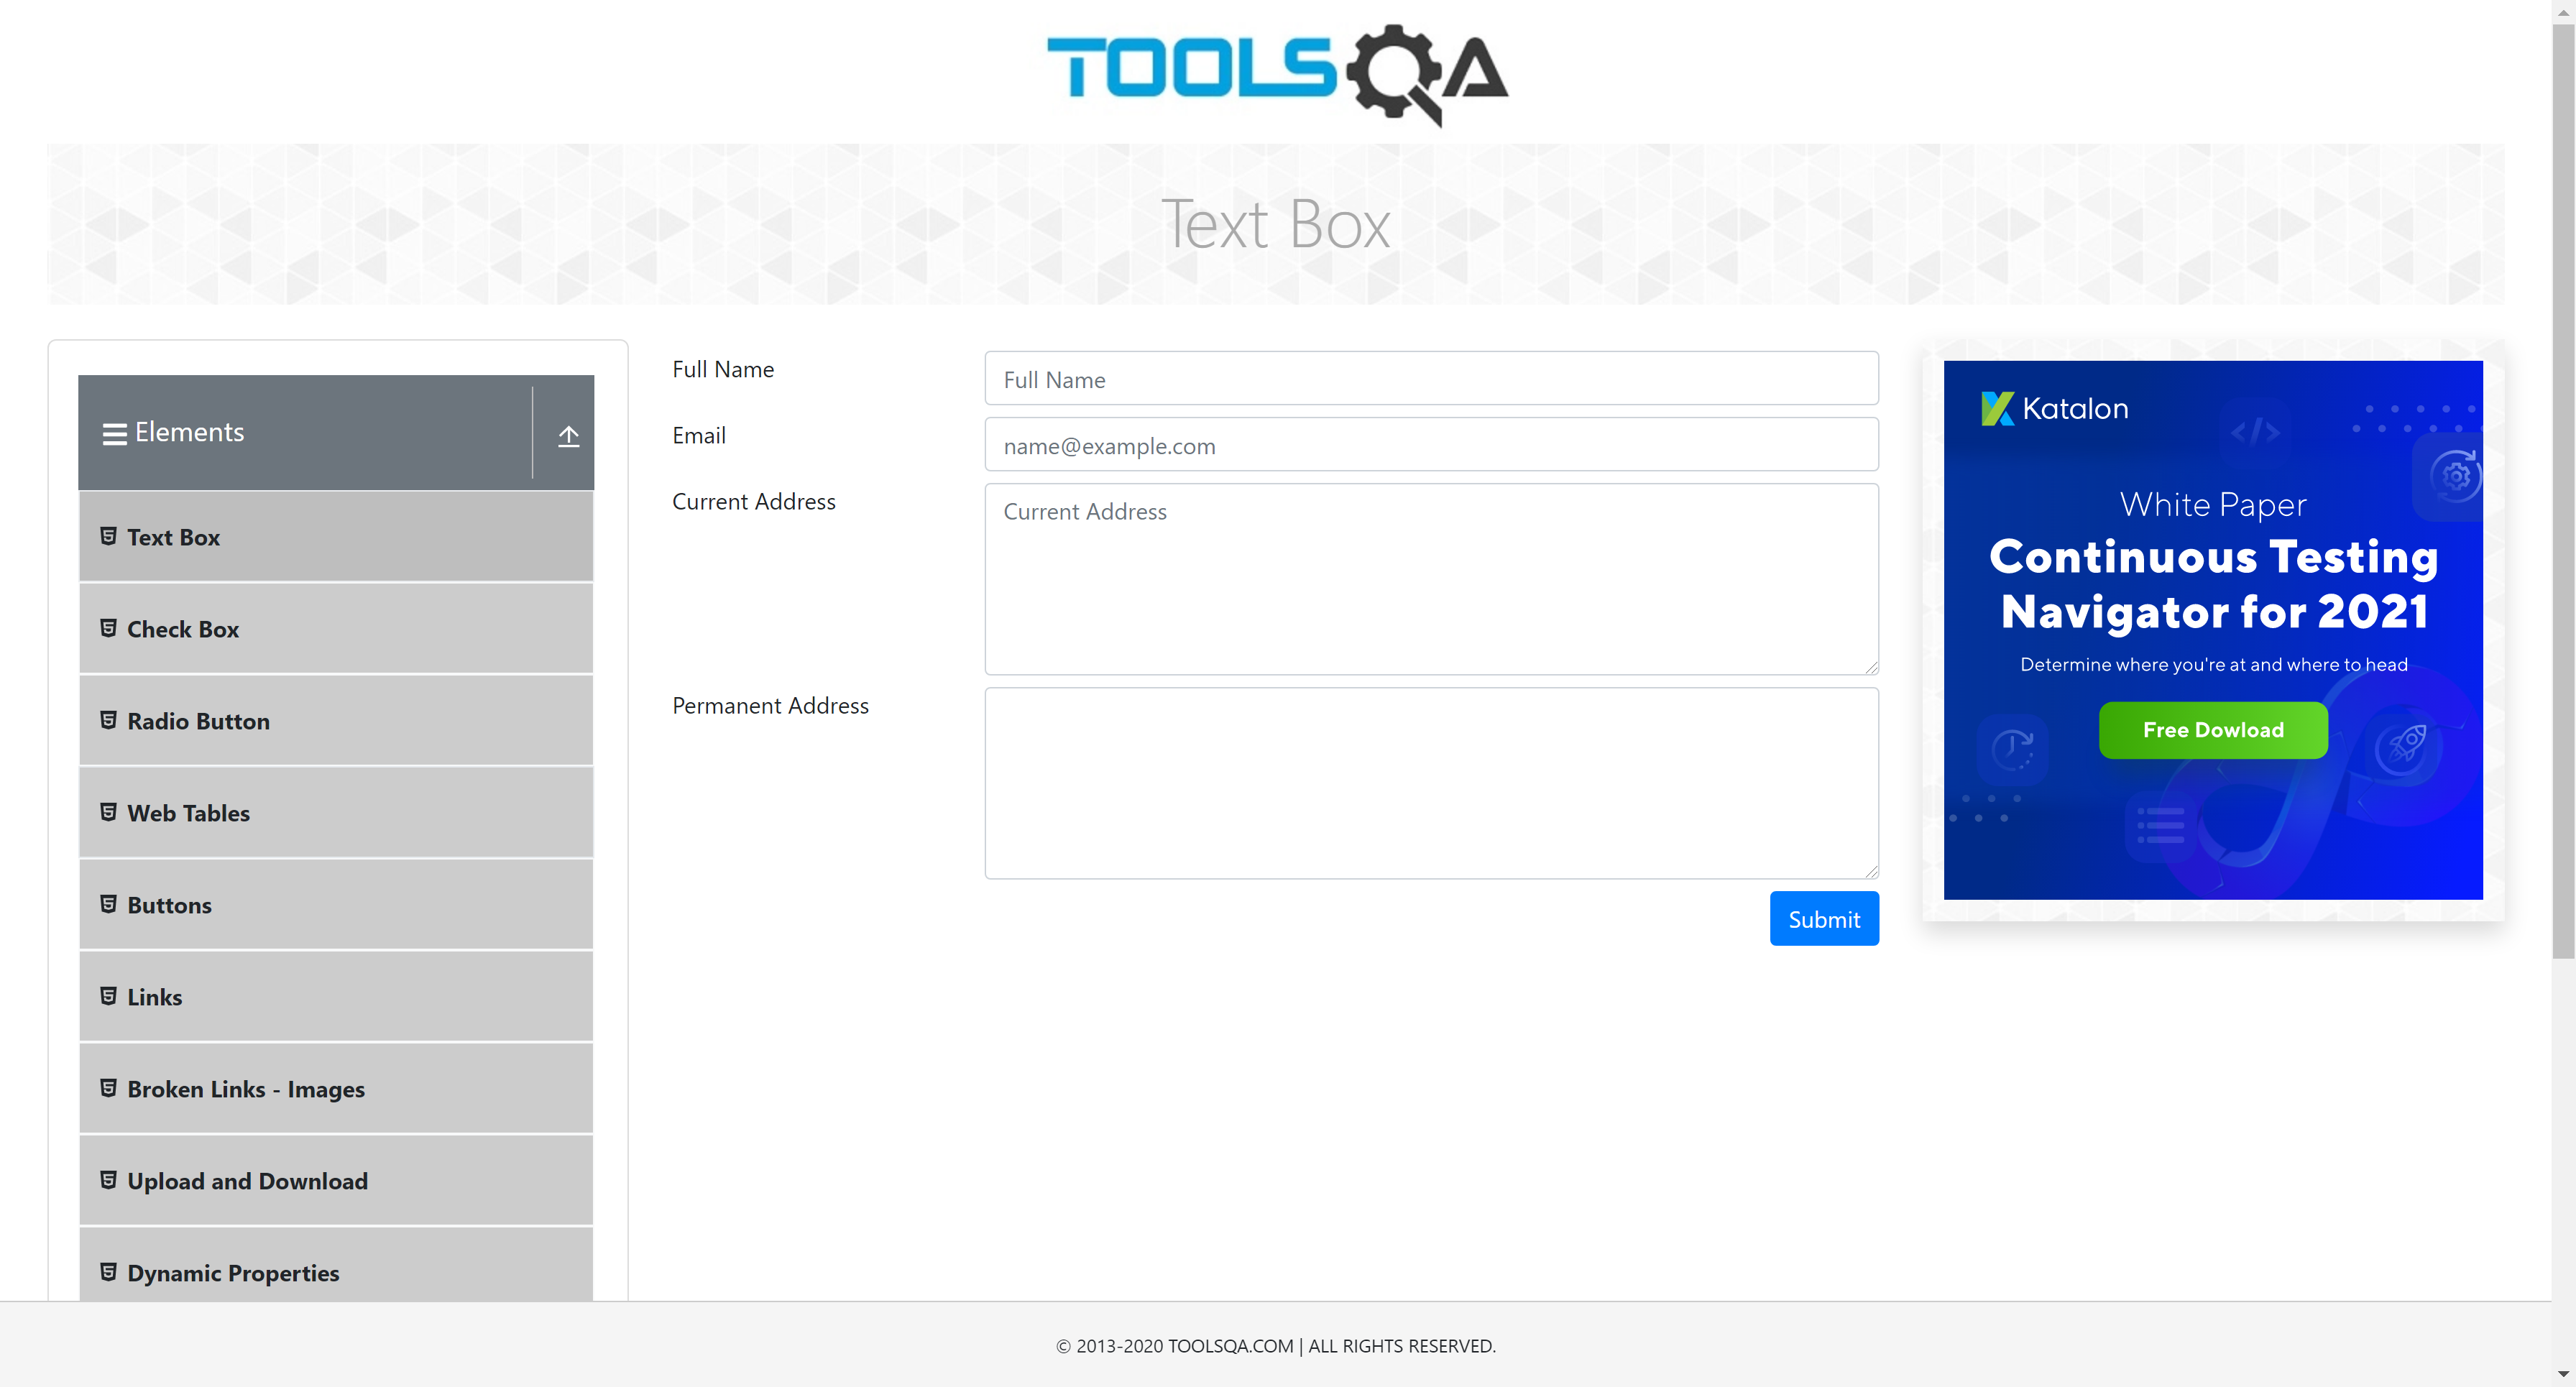 TOOLSQA
Text Box
Elements
Text Box
Check Box
Radio Button
Web Tables
Buttons
Links
Broken Links - Images
Upload and Download
Dynamic Properties
Full Name
Full Name
Email
name@example.com
Current Address
Current Address
Permanent Address
Submit
Katalon
White Paper
Continuous Testing
Navigator for 2021
Determine where you're at and where to head
Free Dowload
© 2013-2020 TOOLSQA.COM | ALL RIGHTS RESERVED.